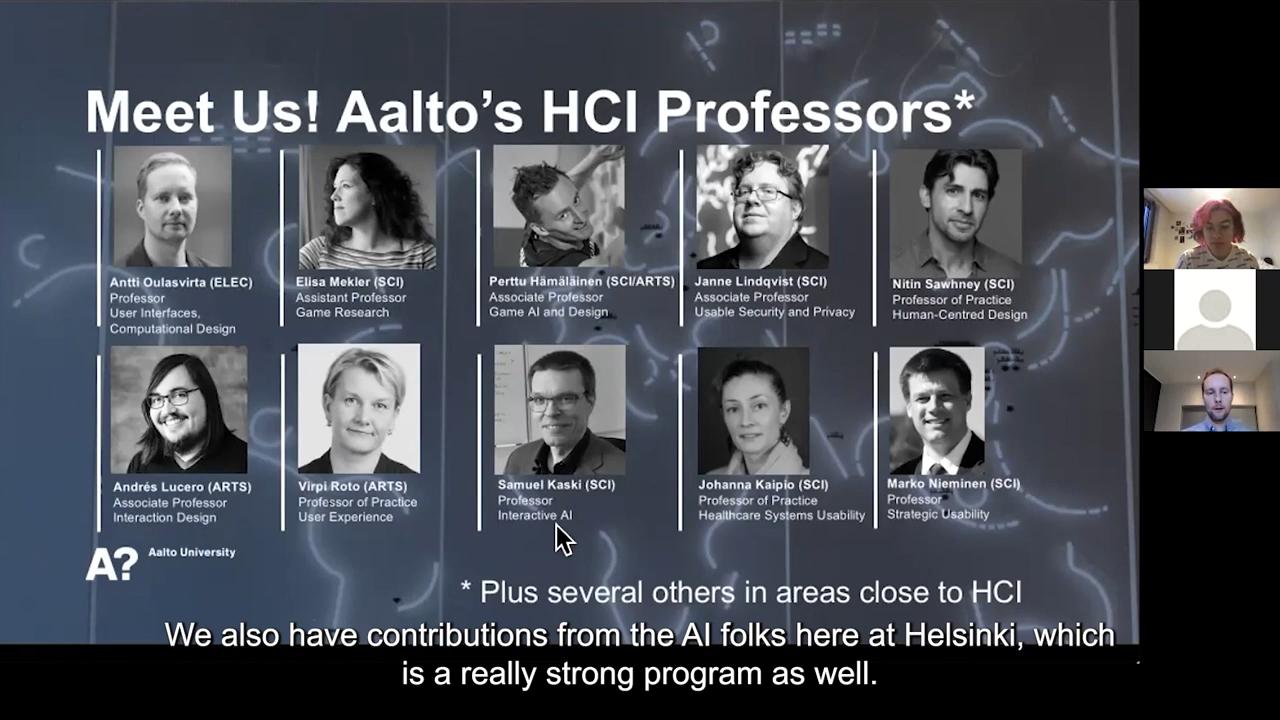 Meet Us! Aalto's HCI Professors*
Antti Oulasvirta (ELEC)
Professor
User Interfaces,
Computational Design
Elisa Mekler (SCI)
Assistant Professor
Game Research
Perttu Hämäläinen (SCI/ARTS)
Associate Professor
Game AI and Design
Janne Lindqvist (SCI)
Associate Professor
Usable Security and Privacy
Nitin Sawhney (SCI)
Professor of Practice
Human-Centred Design
Andrés Lucero (ARTS)
Associate Professor
Interaction Design
Virpi Roto (ARTS)
Professor of Practice
User Experience
Samuel Kaski (SCI)
Professor
Interactive AI
Johanna Kaipio (SCI)
Professor of Practice
Healthcare Systems Usability
Marko Nieminen (SCI)
Professor
Strategic Usability
A? Aalto University
* Plus several others in areas close to HCI
We also have contributions from the AI folks here at Helsinki, which
is a really strong program as well.